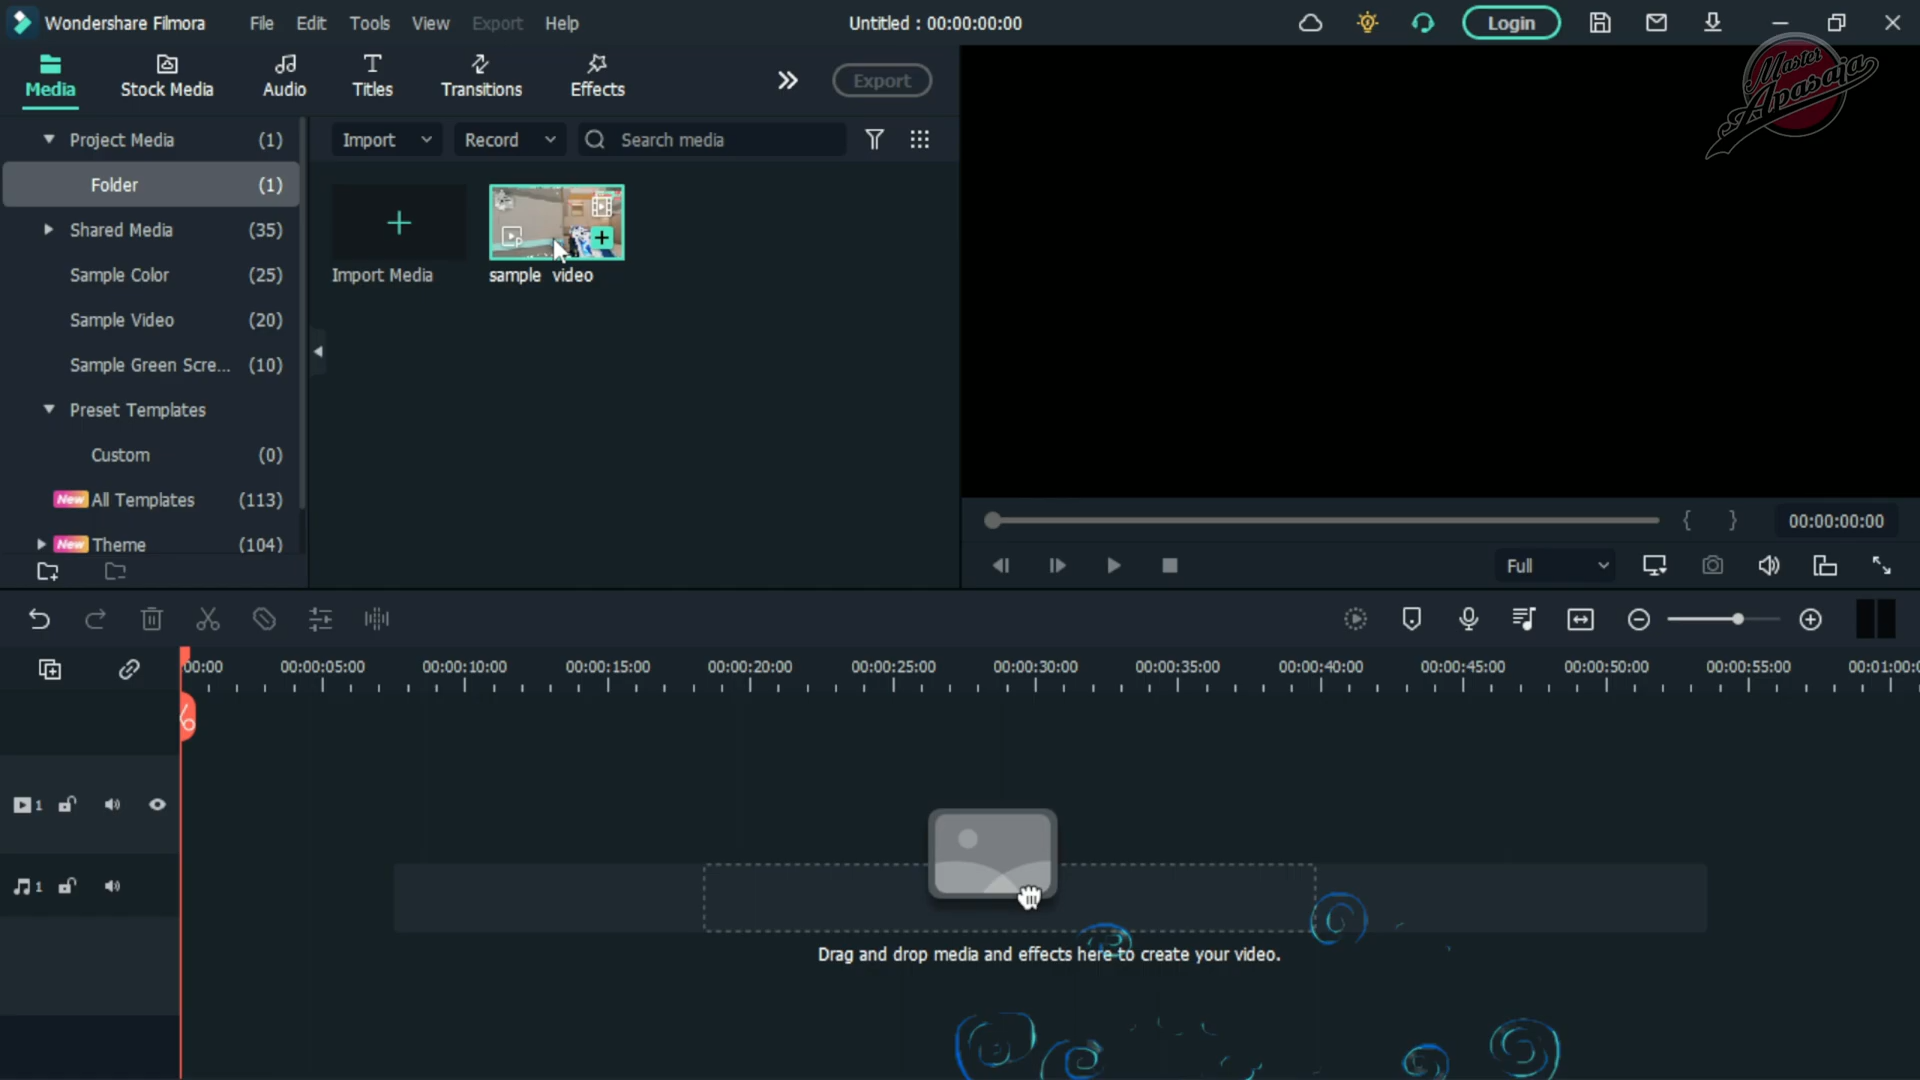 Wondershare Filmora File Edit Tools View Export Help Untitled : 00:00:00:00 Login
Master
Apasaja
Media Stock Media Audio Titles Transitions Effects Export
Project Media (1)
Folder (1)
Shared Media (35)
Sample Color (25)
Sample Video (20)
Sample Green Scre... (10)
Preset Templates
Custom (0)
New All Templates (113)
New Theme (104)
Import Record Search media
Import Media
sample video
00:00:00:00
Full
00:00 00:00:05:00 00:00:10:00 00:00:15:00 00:00:20:00 00:00:25:00 00:00:30:00 00:00:35:00 00:00:40:00 00:00:45:00 00:00:50:00 00:00:55:00 00:01:00:0
1
1
Drag and drop media and effects here to create your video.